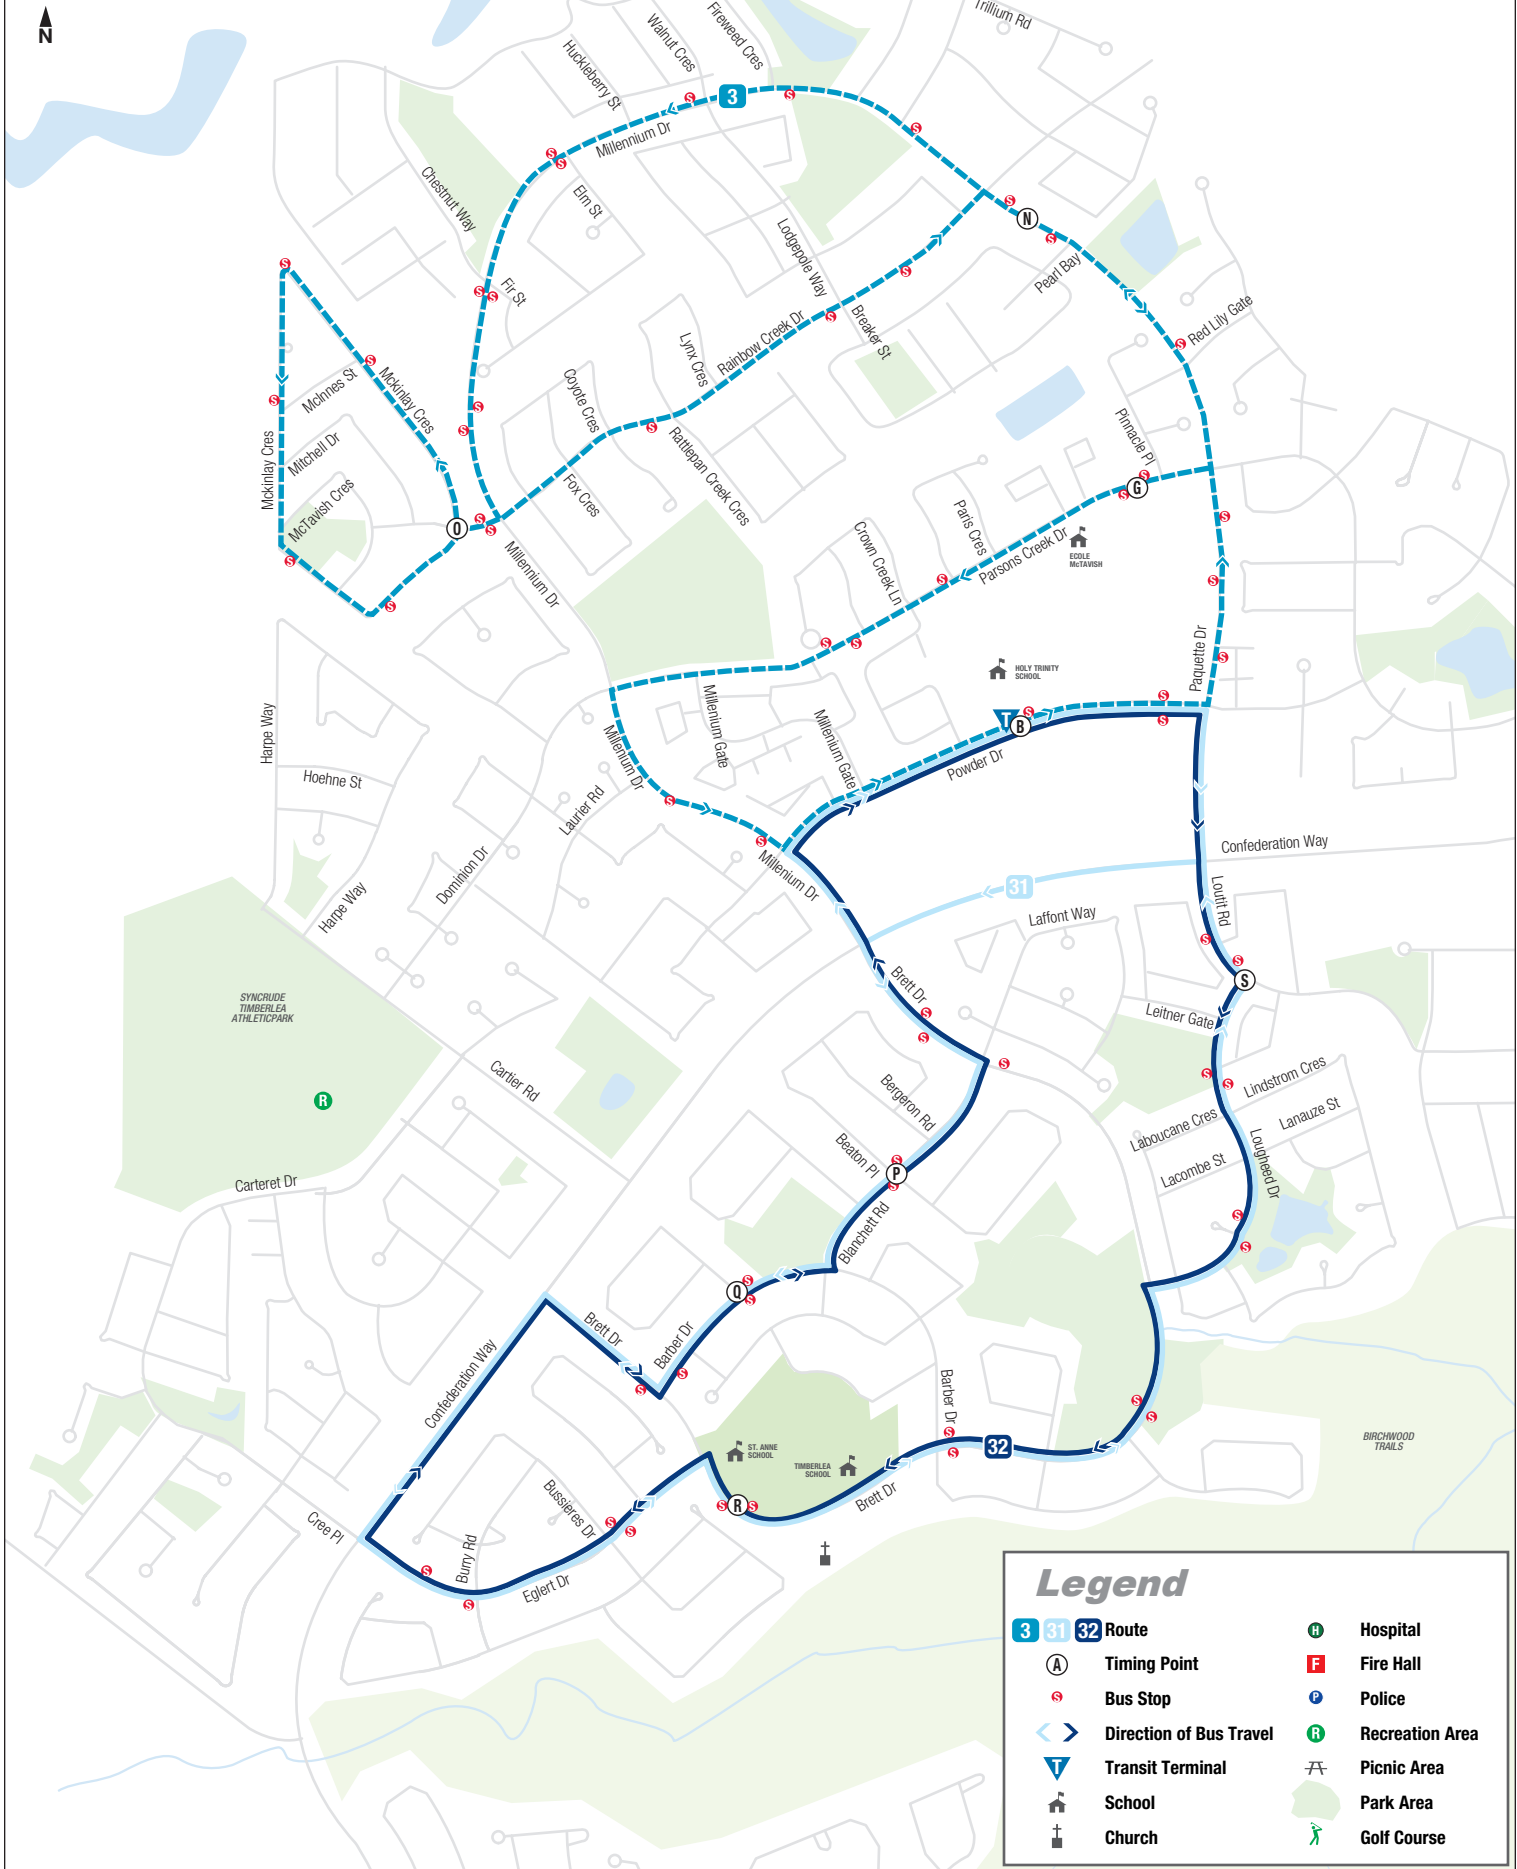 N
Trillium Rd
Fireweed Cres
Walnut Cres
Huckleberry St
3
Millennium Dr
Chestnut Way
Elm St
Lodgepole Way
N
Pearl Bay
Fir St
Red Lily Gate
Breaker St
Rainbow Creek Dr
Lynx Cres
McInnes St
Mckinlay Cres
Coyote Cres
Pinnacle Pl
Mitchell Dr
Mckinlay Cres
Rattlepan Creek Cres
G
McTavish Cres
Fox Cres
Paris Cres
O
Crown Creek Ln
Parsons Creek Dr
ECOLE
McTAVISH
Millennium Dr
Paquette Dr
HOLY TRINITY
SCHOOL
Harpe Way
Millenium Gate
Millenium Dr
Millenium Gate
T
B
Powder Dr
Hoehne St
Laurier Rd
Confederation Way
Millenium Dr
Dominion Dr
31
Loutit Rd
Harpe Way
Laffont Way
Brett Dr
S
SYNCRUDE
TIMBERLEA
ATHLETICPARK
Leitner Gate
Cartier Rd
R
Bergeron Rd
Lindstrom Cres
Lanauze St
Laboucane Cres
Beaton Pl
P
Lacombe St
Lougheed Dr
Carteret Dr
Blanchett Rd
Q
Brett Dr
Barber Dr
Confederation Way
Barber Dr
32
BIRCHWOOD
TRAILS
ST. ANNE
SCHOOL
TIMBERLEA
SCHOOL
Brett Dr
R
Bussieres Dr
Cree Pl
Burry Rd
Eglert Dr
Legend
3 31 32 Route
H Hospital
A Timing Point
F Fire Hall
S Bus Stop
P Police
Direction of Bus Travel
R Recreation Area
T Transit Terminal
Picnic Area
School
Park Area
Church
Golf Course